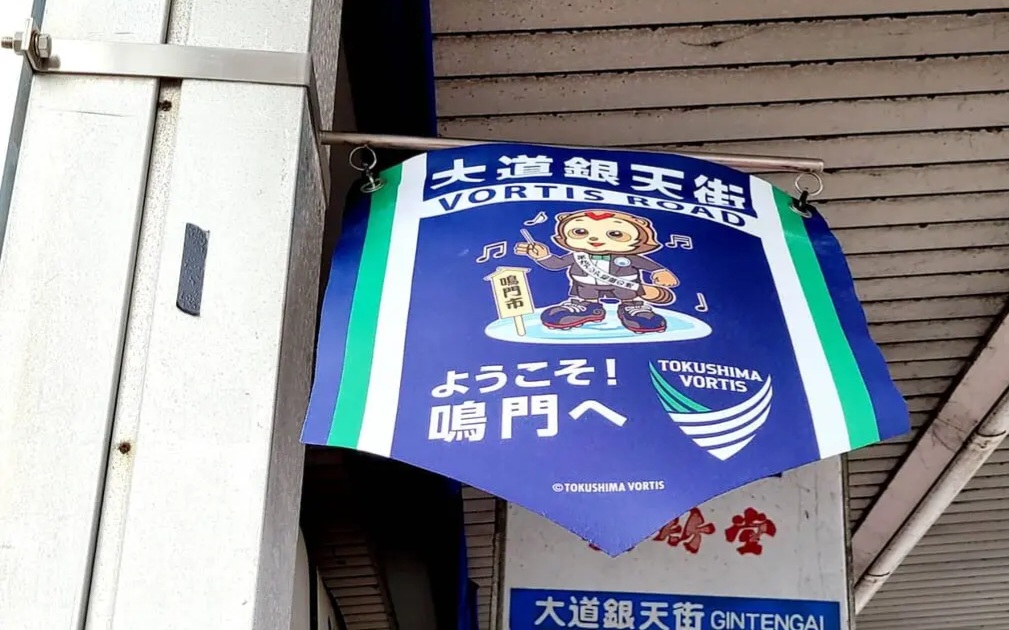 大道銀天街
VORTIS ROAD
鳴門市
ようこそ!
鳴門へ
TOKUSHIMA
VORTIS
©TOKUSHIMA VORTIS
堂
大道銀天街 GINTENGAI